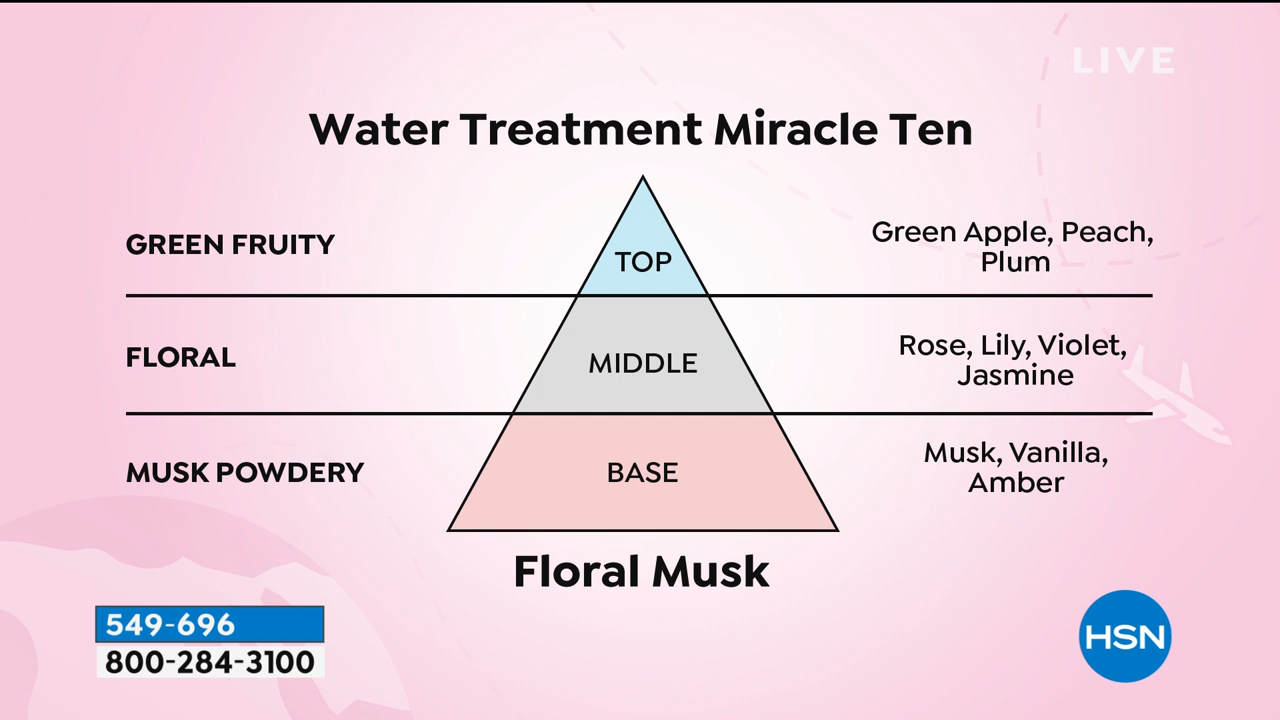 LIVE
Water Treatment Miracle Ten
GREEN FRUITY
TOP
Green Apple, Peach,
Plum
FLORAL
MIDDLE
Rose, Lily, Violet,
Jasmine
MUSK POWDERY
BASE
Musk, Vanilla,
Amber
Floral Musk
549-696
800-284-3100
HSN